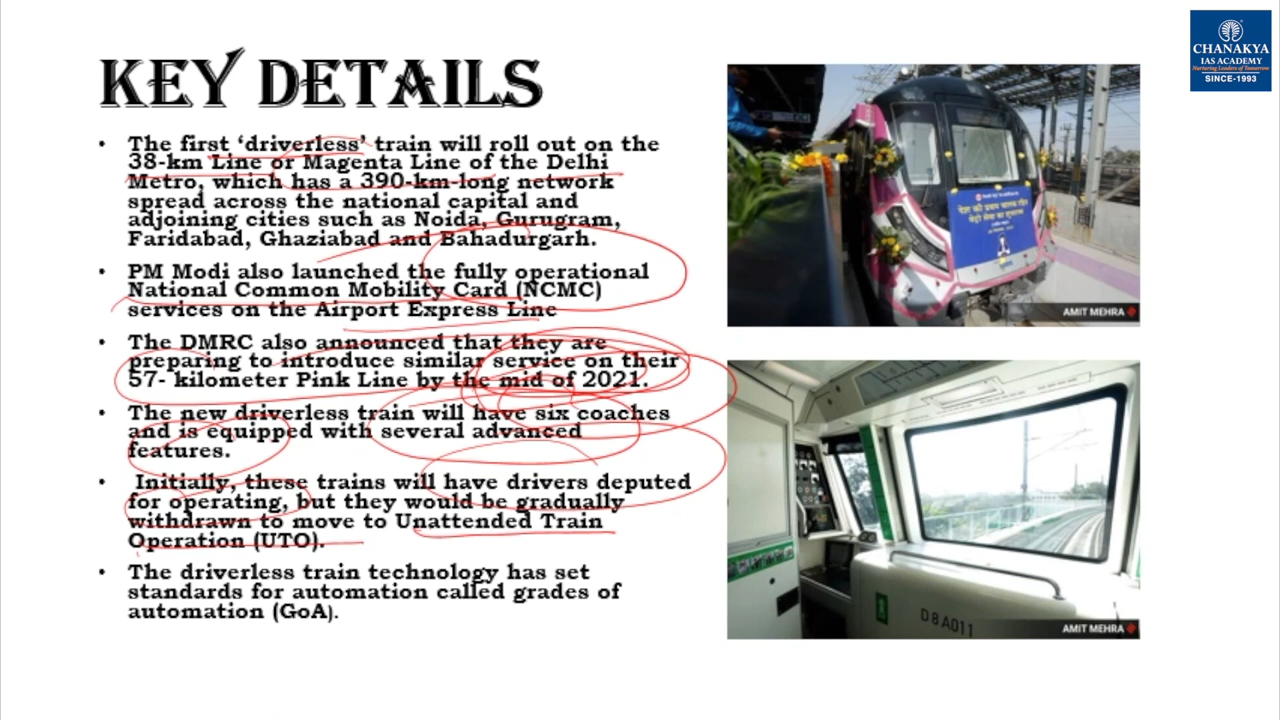 CHANAKYA
IAS ACADEMY
Nurturing Leaders of Tomorrow
SINCE-1993
KEY DETAILS
• The first ‘driverless’ train will roll out on the
38-km Line or Magenta Line of the Delhi
Metro, which has a 390-km-long network
spread across the national capital and
adjoining cities such as Noida, Gurugram,
Faridabad, Ghaziabad and Bahadurgarh.
• PM Modi also launched the fully operational
National Common Mobility Card (NCMC)
services on the Airport Express Line
• The DMRC also announced that they are
preparing to introduce similar service on their
57- kilometer Pink Line by the mid of 2021.
• The new driverless train will have six coaches
and is equipped with several advanced
features.
• Initially, these trains will have drivers deputed
for operating, but they would be gradually
withdrawn to move to Unattended Train
Operation (UTO).
• The driverless train technology has set
standards for automation called grades of
automation (GoA).
देश की प्रथम चालक रहित
मेट्रो सेवा का शुभारंभ
AMIT MEHRA
D8A011
AMIT MEHRA